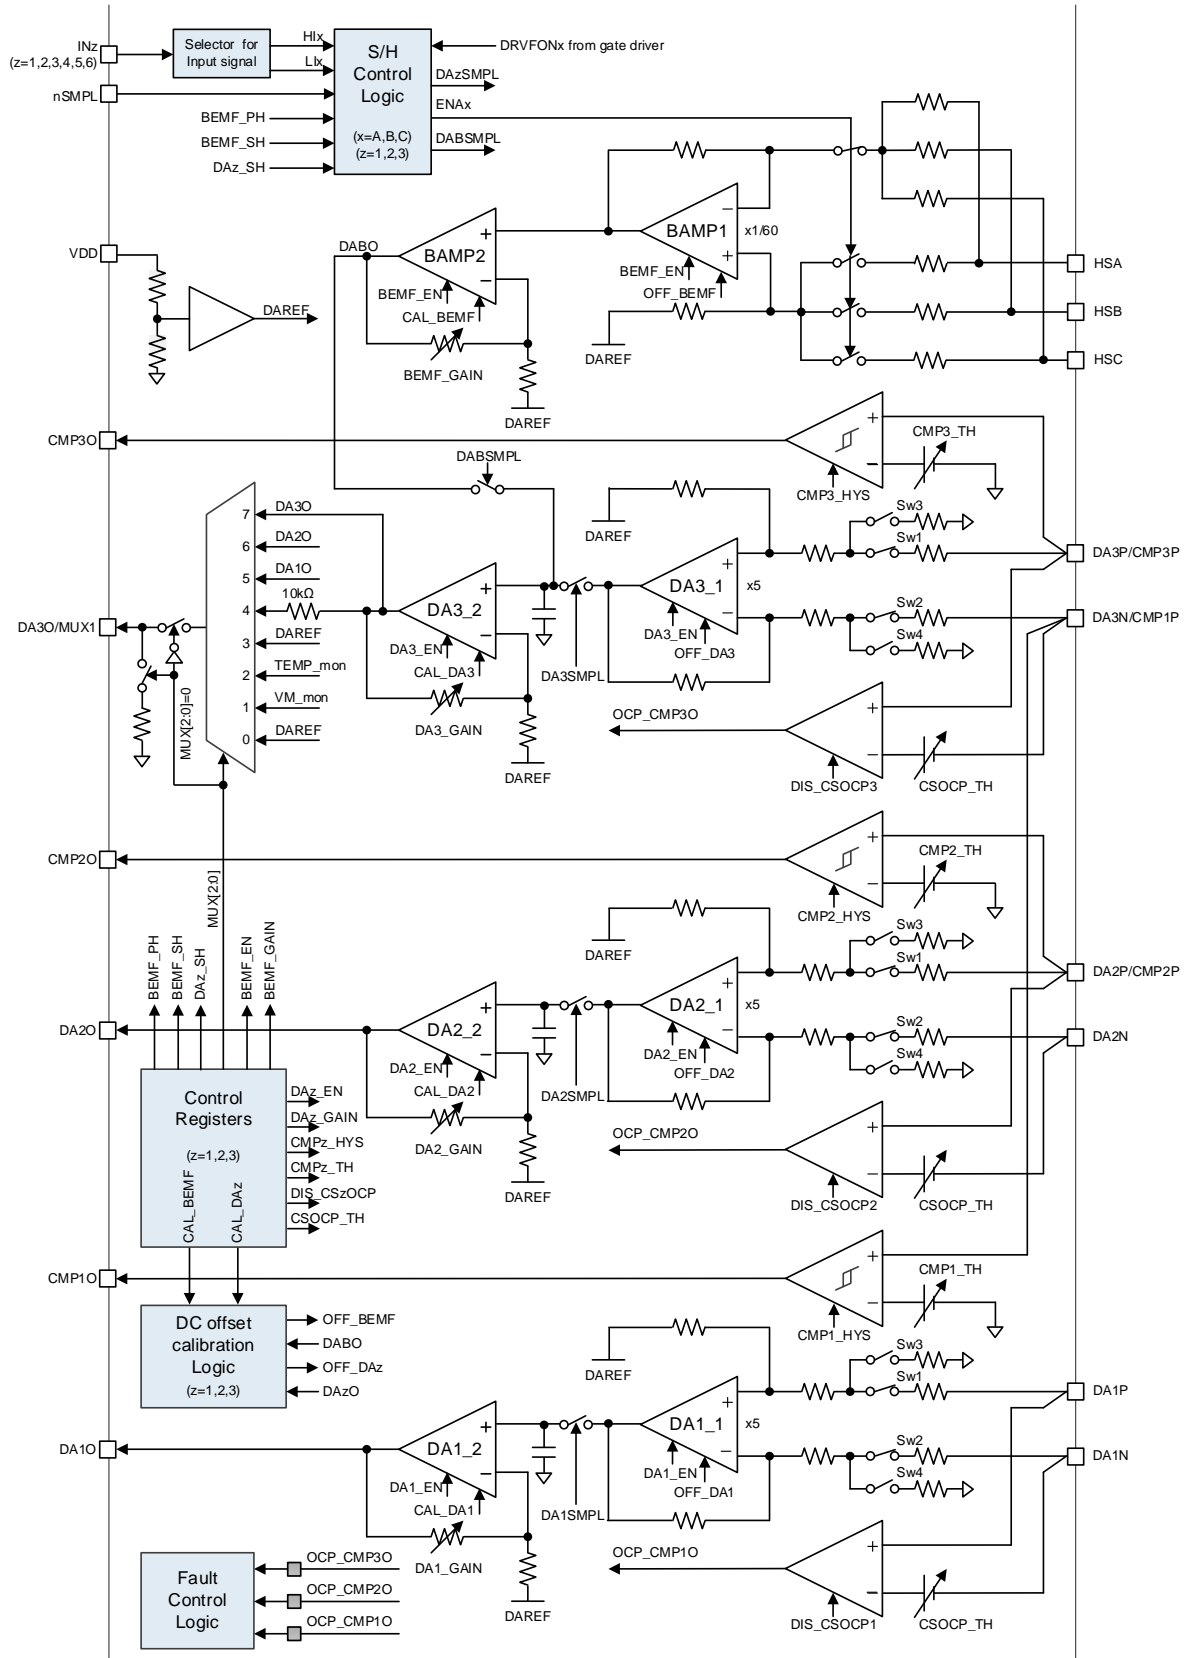 INz
(z=1,2,3,4,5,6)
nSMPL
Selector for
Input signal
HIx
LIx
S/H
Control
Logic
(x=A,B,C)
(z=1,2,3)
DRVFONx from gate driver
DAzSMPL
ENAx
DABSMPL
BEMF_PH
BEMF_SH
DAz_SH
VDD
DAREF
DABO
BAMP2
+
−
BEMF_EN
CAL_BEMF
BEMF_GAIN
DAREF
BAMP1
x1/60
−
+
BEMF_EN
OFF_BEMF
DAREF
HSA
HSB
HSC
CMP3O
+
−
CMP3_TH
CMP3_HYS
DABSMPL
DAREF
Sw3
Sw1
DA3P/CMP3P
7
DA3O
6
DA2O
5
DA1O
4
10kΩ
3
DAREF
2
TEMP_mon
1
VM_mon
0
DAREF
DA3O/MUX1
MUX[2:0]=0
DA3_2
+
−
DA3_EN
CAL_DA3
DA3_GAIN
DAREF
DA3SMPL
DA3_1
x5
+
−
DA3_EN
OFF_DA3
Sw2
Sw4
DA3N/CMP1P
OCP_CMP3O
+
−
DIS_CSOCP3
CSOCP_TH
CMP2O
+
−
CMP2_TH
CMP2_HYS
MUX[2:0]
DAREF
Sw3
Sw1
DA2P/CMP2P
BEMF_PH
BEMF_SH
DAz_SH
BEMF_EN
BEMF_GAIN
DA2O
DA2_2
+
−
DA2_EN
CAL_DA2
DA2_GAIN
DAREF
DA2SMPL
DA2_1
x5
+
−
DA2_EN
OFF_DA2
Sw2
Sw4
DA2N
Control
Registers
(z=1,2,3)
CAL_BEMF
CAL_DAz
DAz_EN
DAz_GAIN
CMPz_HYS
CMPz_TH
DIS_CSzOCP
CSOCP_TH
OCP_CMP2O
+
−
DIS_CSOCP2
CSOCP_TH
CMP1O
+
−
CMP1_TH
CMP1_HYS
DC offset
calibration
Logic
(z=1,2,3)
OFF_BEMF
DABO
OFF_DAz
DAzO
DAREF
Sw3
Sw1
DA1P
DA1O
DA1_2
+
−
DA1_EN
CAL_DA1
DA1_GAIN
DAREF
DA1SMPL
DA1_1
x5
+
−
DA1_EN
OFF_DA1
Sw2
Sw4
DA1N
OCP_CMP1O
+
−
DIS_CSOCP1
CSOCP_TH
Fault
Control
Logic
OCP_CMP3O
OCP_CMP2O
OCP_CMP1O